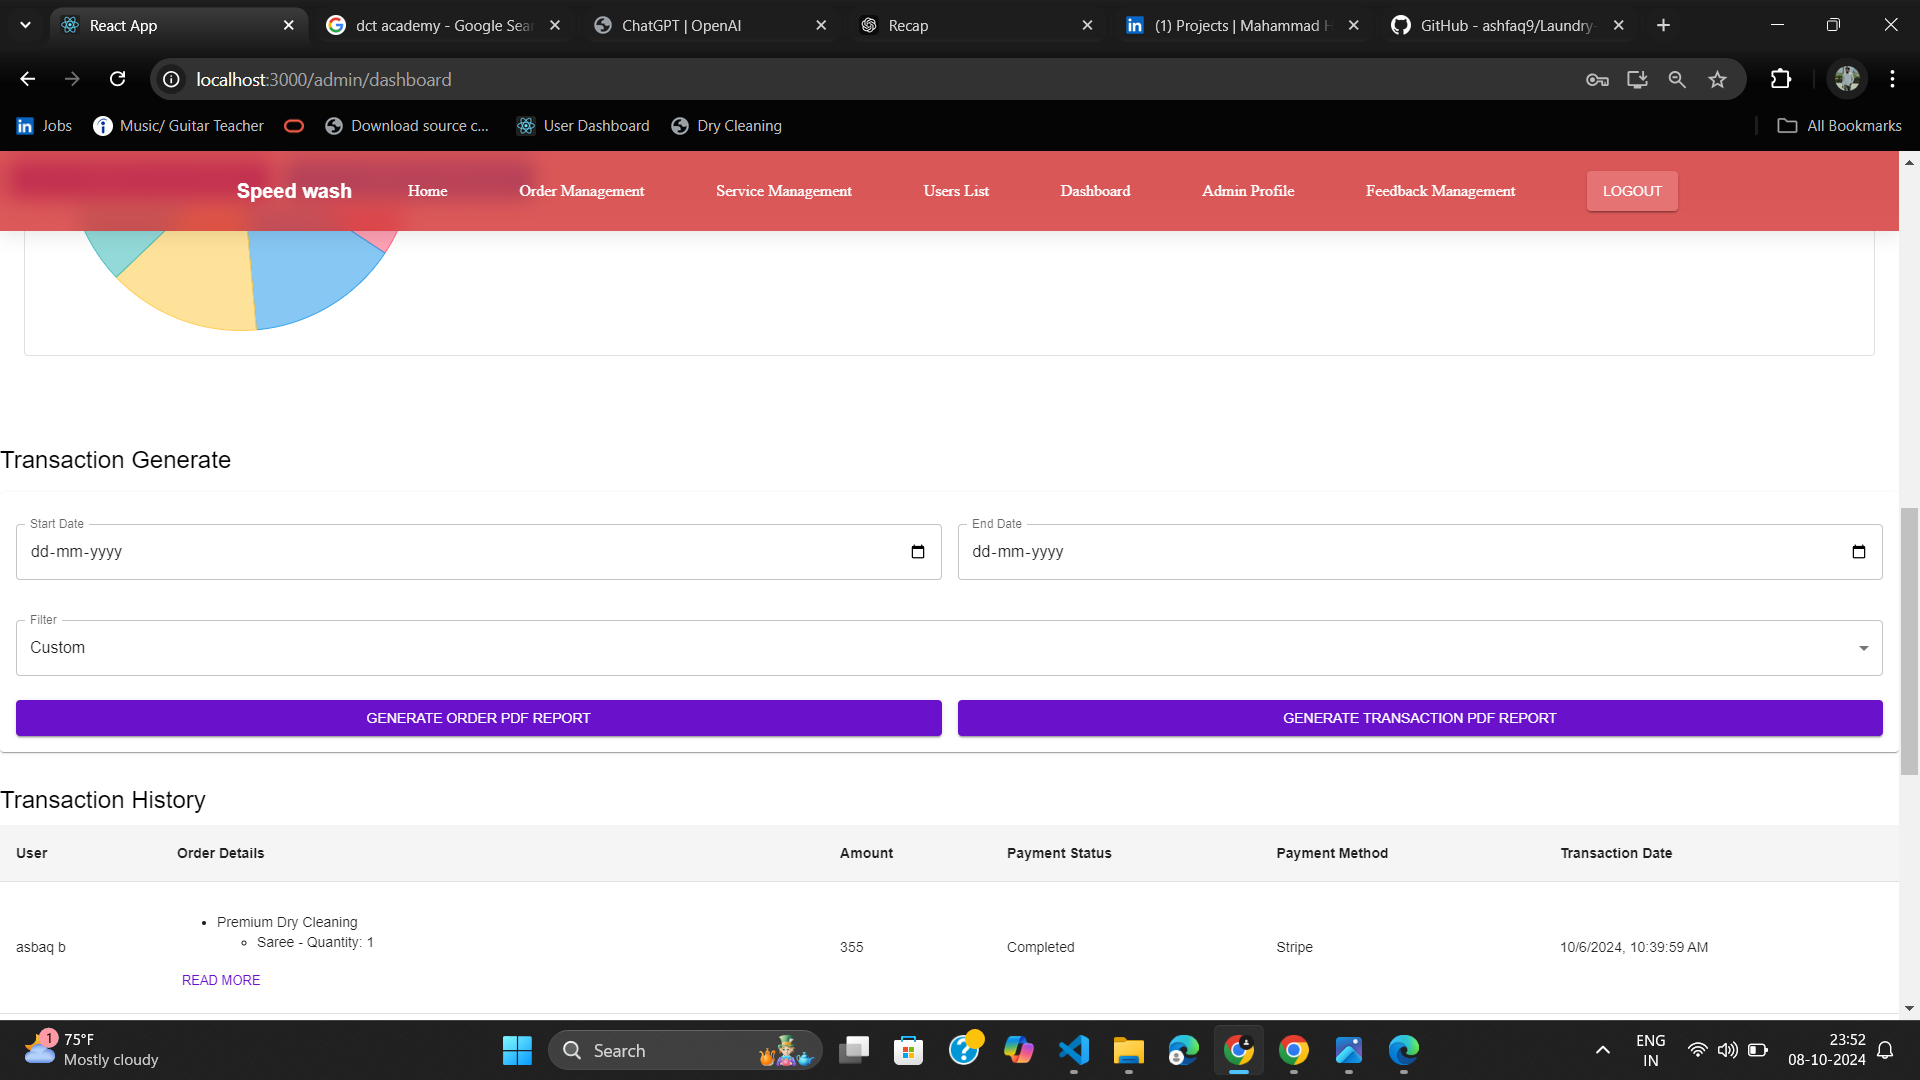 React App
dct academy - Google Sea
ChatGPT | OpenAI
Recap
(1) Projects | Mahammad H
GitHub - ashfaq9/Laundry-
localhost:3000/admin/dashboard
Jobs
Music/ Guitar Teacher
Download source c...
User Dashboard
Dry Cleaning
All Bookmarks
Speed wash
Home
Order Management
Service Management
Users List
Dashboard
Admin Profile
Feedback Management
LOGOUT
Transaction Generate
Start Date
dd-mm-yyyy
End Date
dd-mm-yyyy
Filter
Custom
GENERATE ORDER PDF REPORT
GENERATE TRANSACTION PDF REPORT
Transaction History
User
Order Details
Amount
Payment Status
Payment Method
Transaction Date
asbaq b
Premium Dry Cleaning
Saree - Quantity: 1
READ MORE
355
Completed
Stripe
10/6/2024, 10:39:59 AM
1
75°F
Mostly cloudy
Search
ENG
IN
23:52
08-10-2024